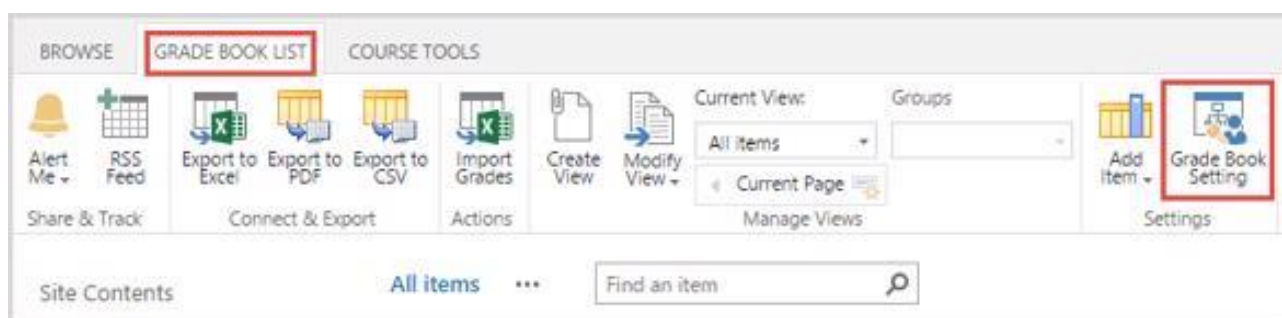 BROWSE GRADE BOOK LIST COURSE TOOLS
Alert Me
RSS Feed
Export to Excel
Export to PDF
Export to CSV
Import Grades
Create View
Modify View
Current View:
All items
Current Page
Groups
Add Item
Grade Book Setting
Share & Track
Connect & Export
Actions
Manage Views
Settings
Site Contents
All items ...
Find an item